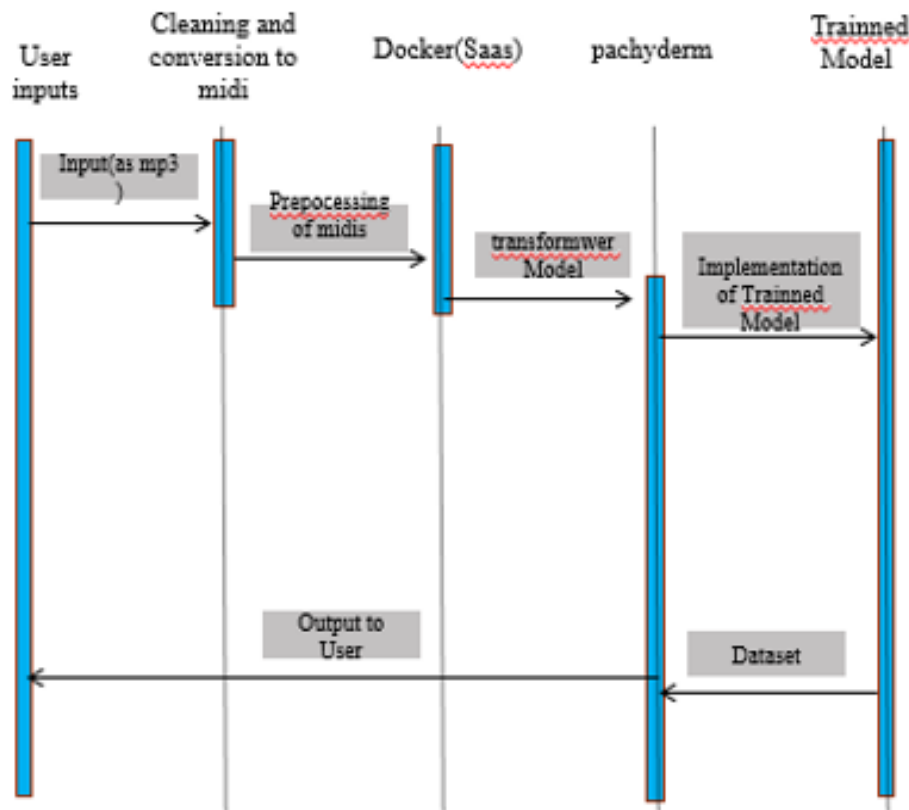 User
inputs
Cleaning and
conversion to
midi
Docker(Saas)
pachyderm
Trainned
Model
Input(as mp3
)
Prepocessing
of midis
transformwer
Model
Implementation
of Trainned
Model
Output to
User
Dataset